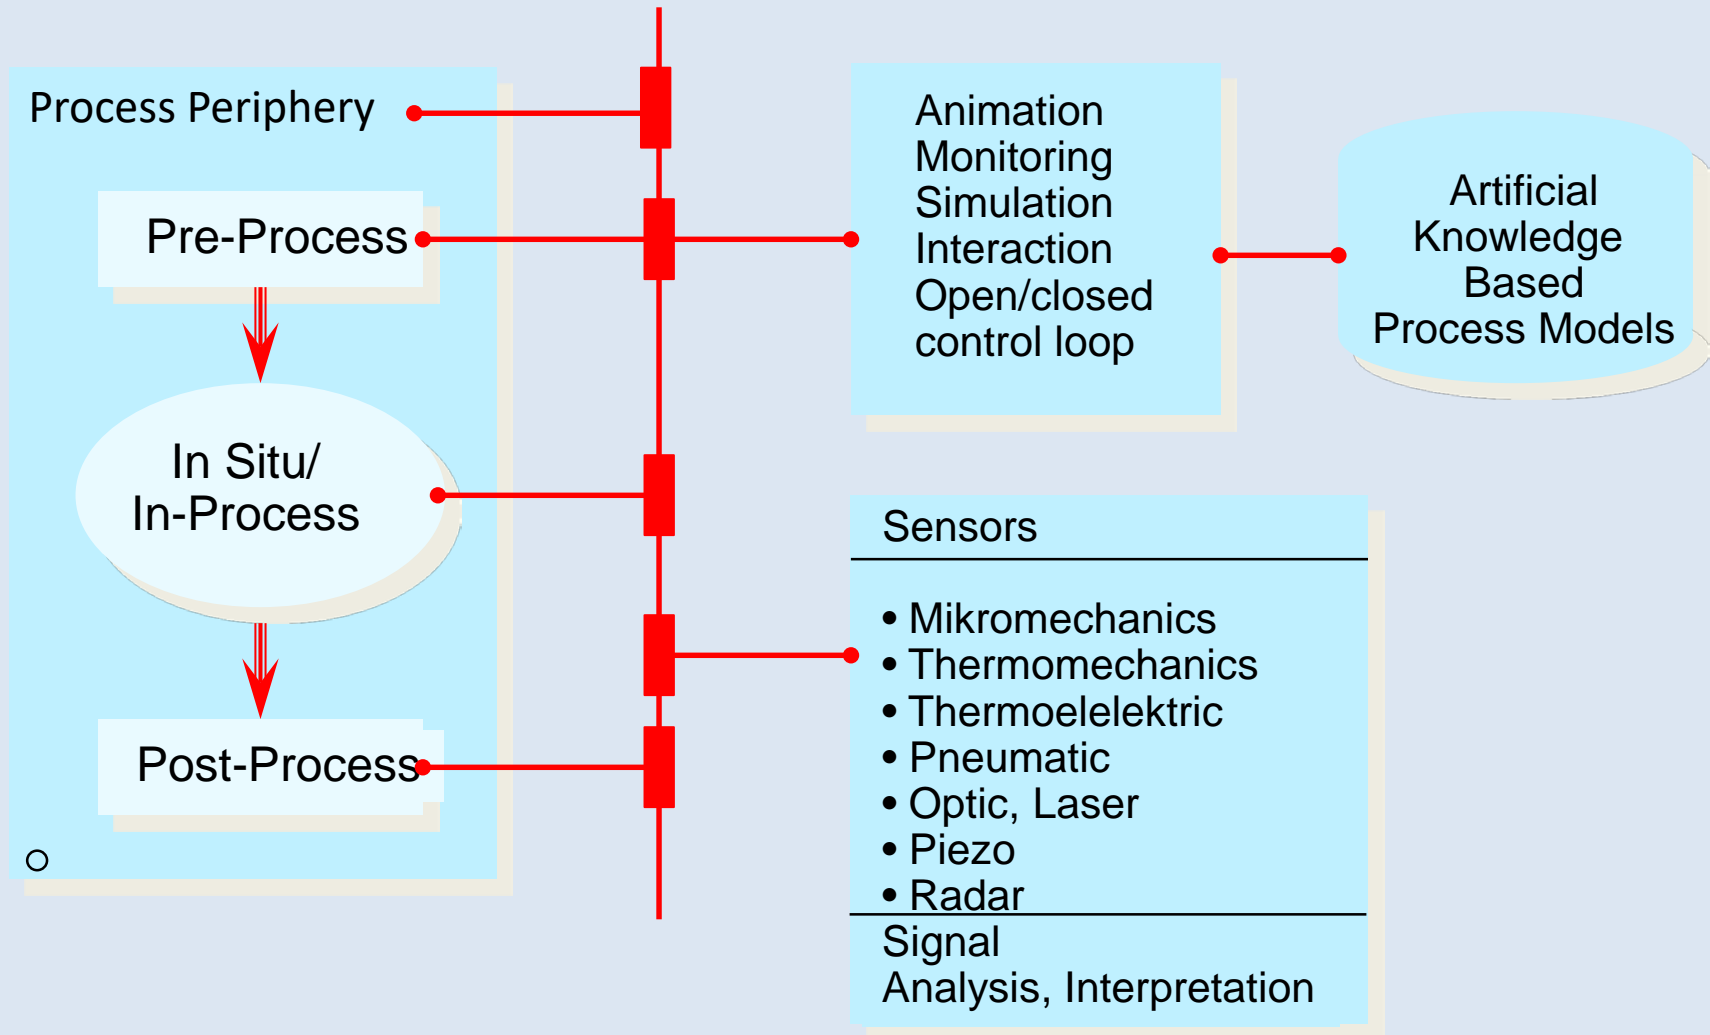 Process Periphery
Pre-Process
In Situ/
In-Process
Post-Process
Animation
Monitoring
Simulation
Interaction
Open/closed
control loop
Artificial
Knowledge
Based
Process Models
Sensors
• Mikromechanics
• Thermomechanics
• Thermoelelektric
• Pneumatic
• Optic, Laser
• Piezo
• Radar
Signal
Analysis, Interpretation